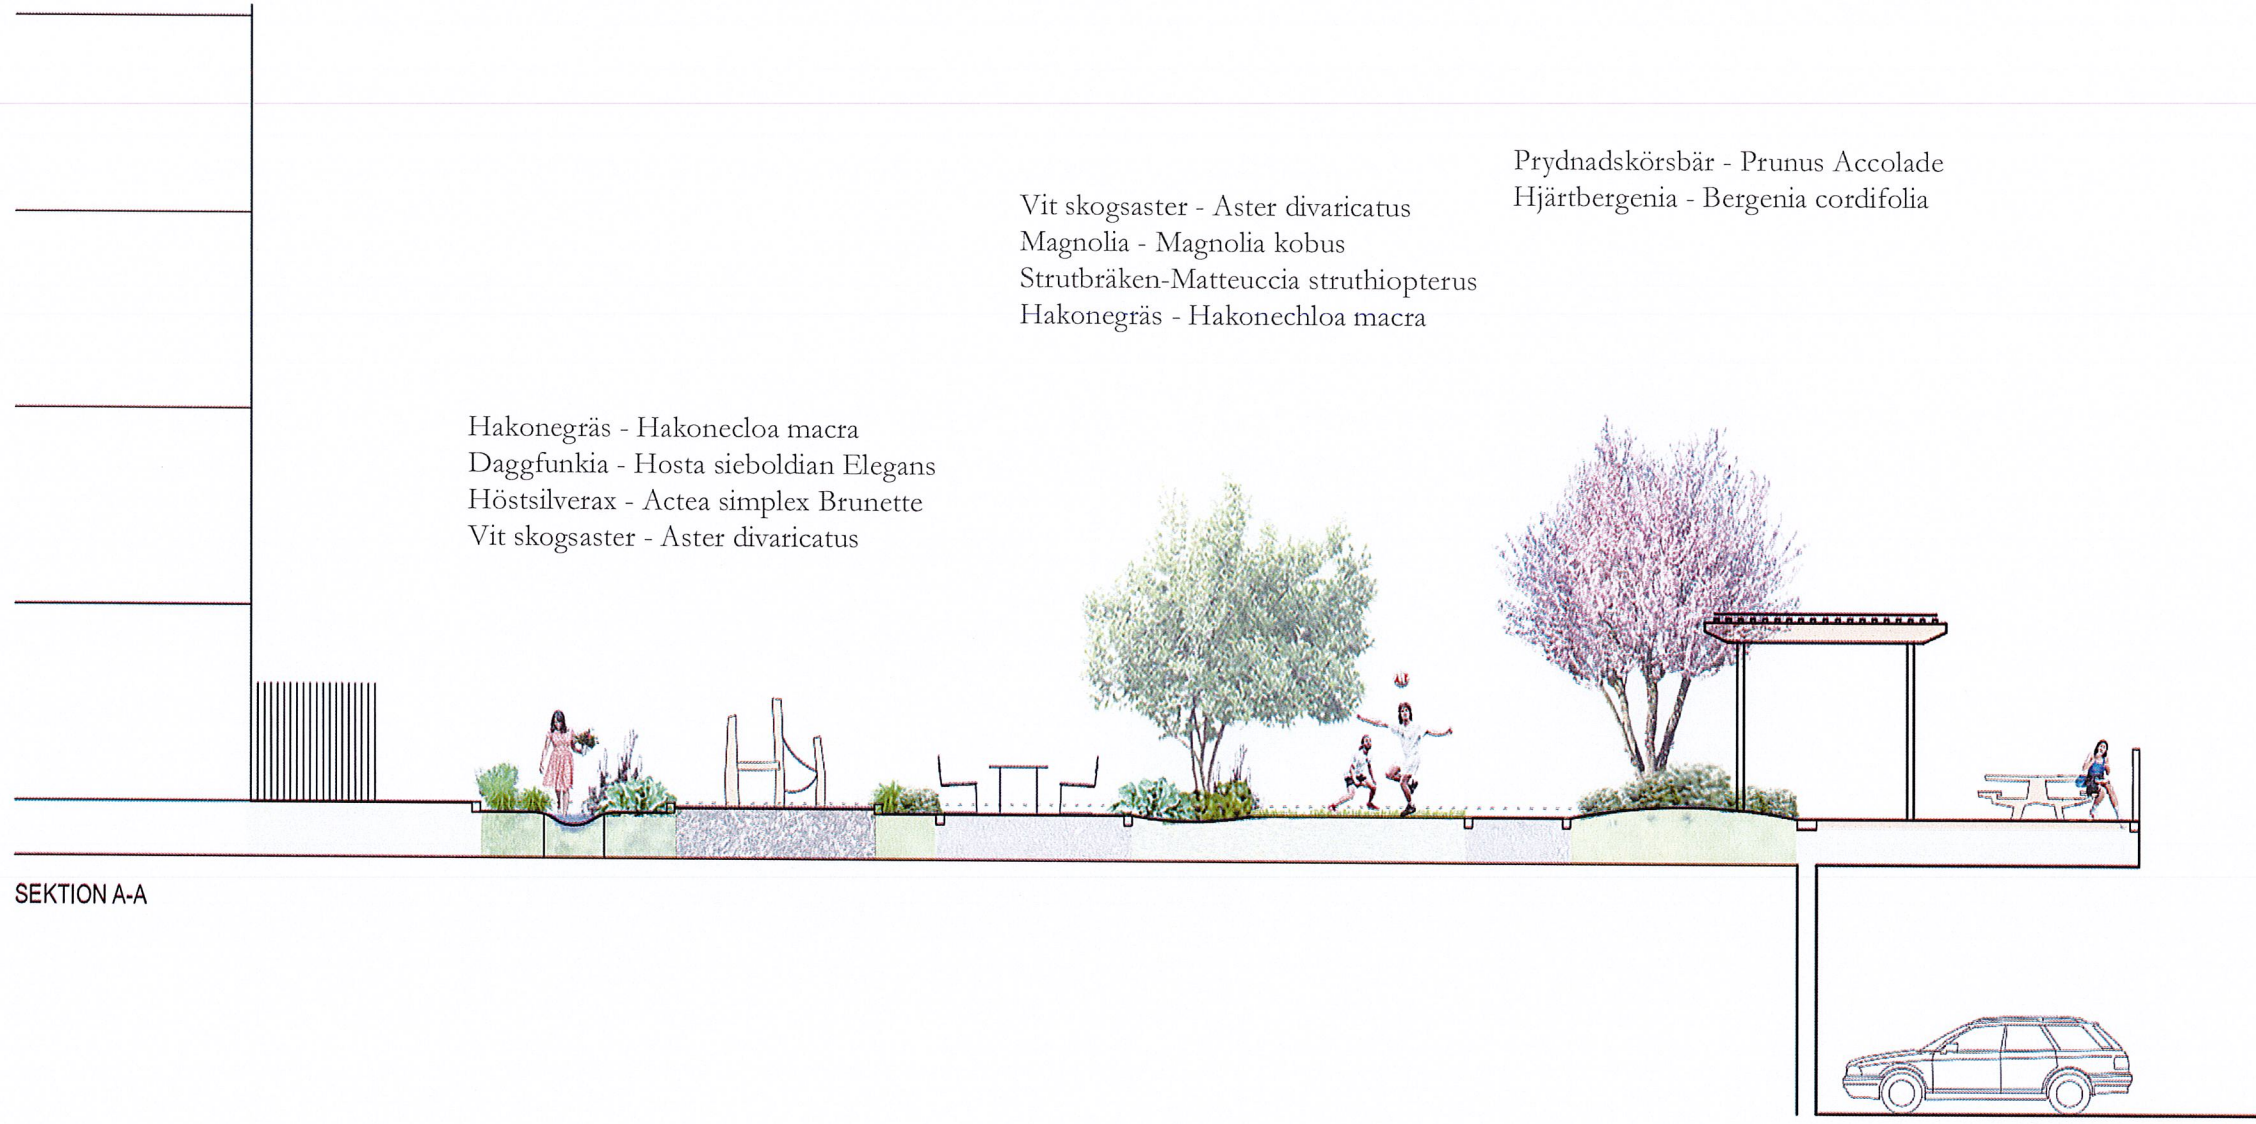 Prydnadskörsbär - Prunus Accolade
Hjärtbergenia - Bergenia cordifolia
Vit skogsaster - Aster divaricatus
Magnolia - Magnolia kobus
Strutbräken-Matteuccia struthiopterus
Hakonegräs - Hakonechloa macra
Hakonegräs - Hakonecloa macra
Daggfunkia - Hosta sieboldian Elegans
Höstsilverax - Actea simplex Brunette
Vit skogsaster - Aster divaricatus
SEKTION A-A